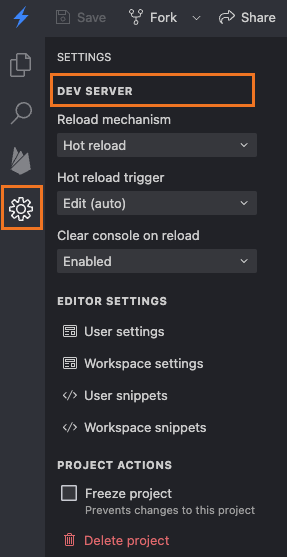 Save
Fork
Share
SETTINGS
DEV SERVER
Reload mechanism
Hot reload
Hot reload trigger
Edit (auto)
Clear console on reload
Enabled
EDITOR SETTINGS
User settings
Workspace settings
User snippets
Workspace snippets
PROJECT ACTIONS
Freeze project
Prevents changes to this project
Delete project